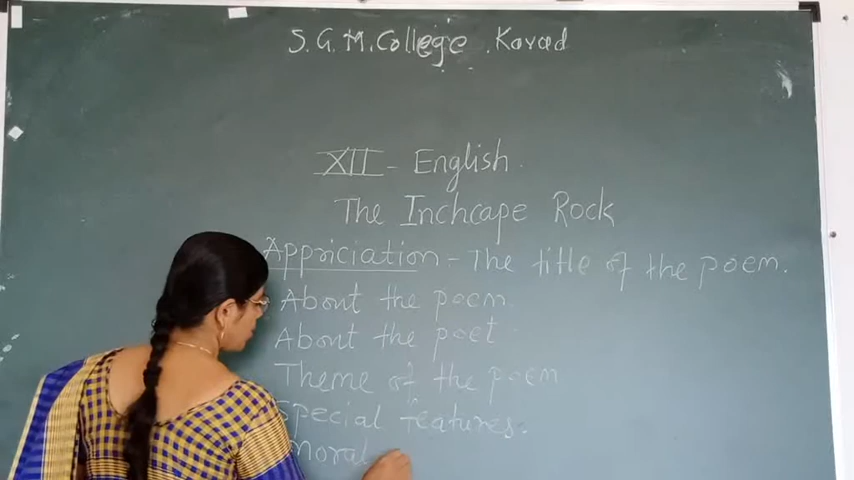 S.G.M. College . Karad
XII - English .
The Inchcape Rock
Appriciation - The title of the poem.
About the poem
About the poet
Theme of the poem
Special features.
Moral